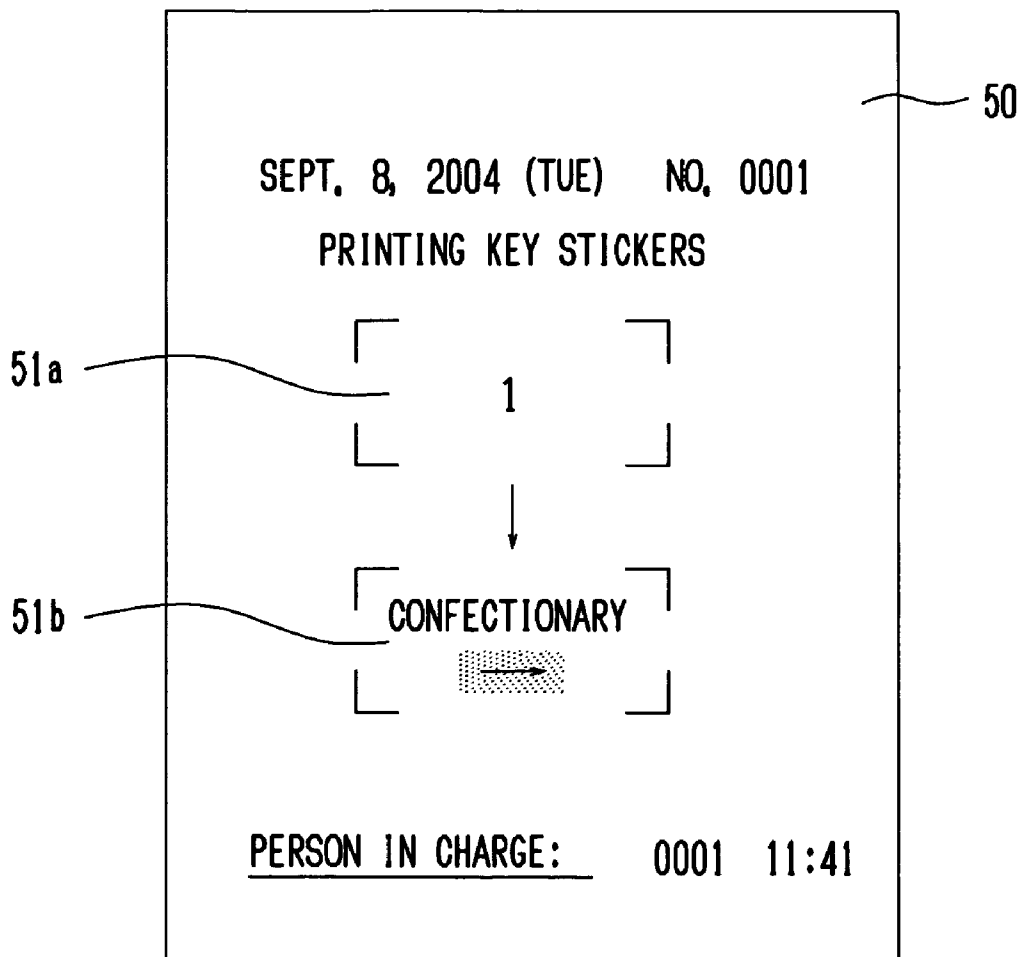 50
SEPT. 8, 2004 (TUE) NO. 0001
PRINTING KEY STICKERS
51a
1
51b
CONFECTIONARY
PERSON IN CHARGE: 0001 11:41